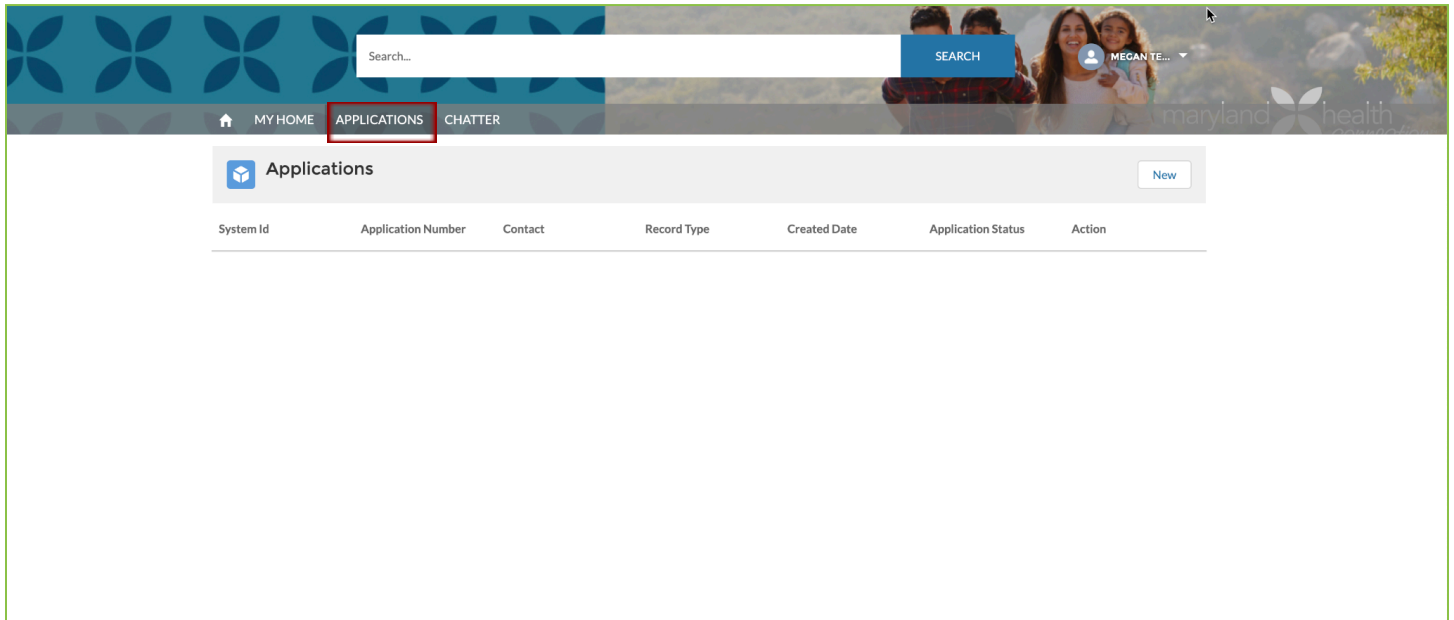 Search...
SEARCH
MEGAN TE...
MY HOME APPLICATIONS CHATTER
maryland health
connection
Applications
New
System Id Application Number Contact Record Type Created Date Application Status Action